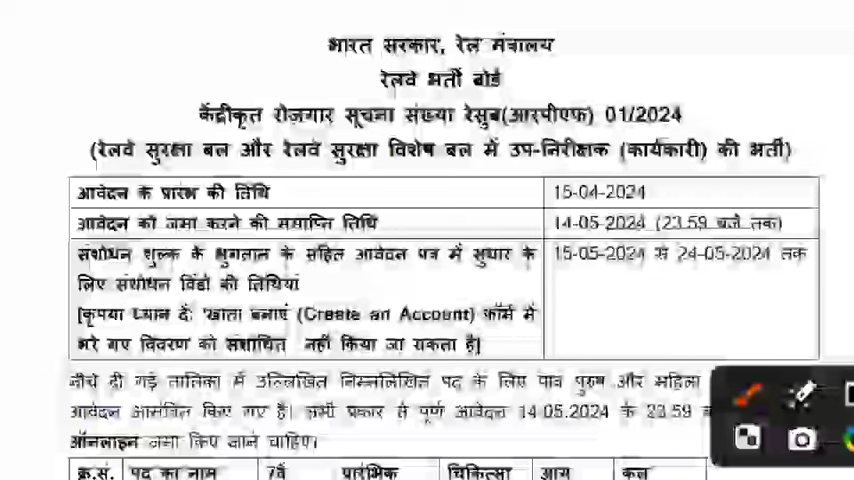 भारत सरकार, रेल मंत्रालय
रेलवे भर्ती बोर्ड
केंद्रीकृत रोजगार सूचना संख्या रेसुब(आरपीएफ) 01/2024
(रेलवे सुरक्षा बल और रेलवे सुरक्षा विशेष बल में उप-निरीक्षक (कार्यकारी) की भर्ती)
आवेदन के प्रारंभ की तिथि 15-04-2024
आवेदन को जमा करने की समाप्ति तिथि 14-05-2024 (23.59 बजे तक)
संशोधन शुल्क के भुगतान के सहित आवेदन पत्र में सुधार के 15-05-2024 से 24-05-2024 तक
लिए संशोधन विंडो की तिथियां
[कृपया ध्यान दें: 'खाता बनाएं (Create an Account) फॉर्म में
भरे गए विवरण को संशोधित नहीं किया जा सकता है]
नीचे दी गई तालिका में उल्लिखित निम्नलिखित पद के लिए पात्र पुरुष और महिला
आवेदन आमंत्रित किए गए हैं। सभी प्रकार से पूर्ण आवेदन 14.05.2024 के 23.59
ऑनलाइन जमा किए जाने चाहिए।
क्र.सं. पद का नाम 7वें प्रारंभिक चिकित्सा आयु कुल